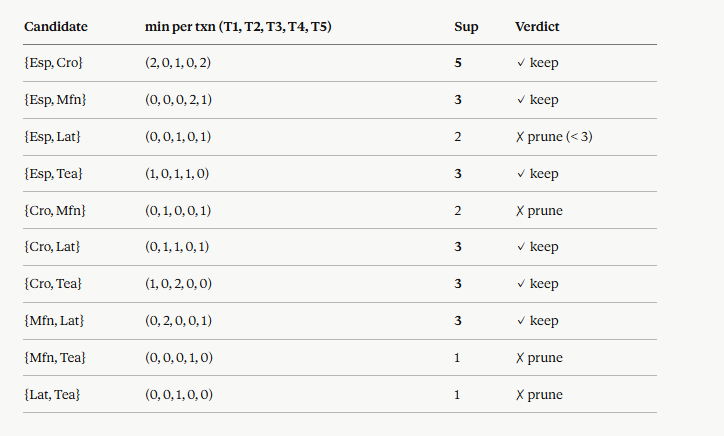 Candidate min per txn (T1, T2, T3, T4, T5) Sup Verdict
{Esp, Cro} (2, 0, 1, 0, 2) 5 ✓ keep
{Esp, Mfn} (0, 0, 0, 2, 1) 3 ✓ keep
{Esp, Lat} (0, 0, 1, 0, 1) 2 ✗ prune (< 3)
{Esp, Tea} (1, 0, 1, 1, 0) 3 ✓ keep
{Cro, Mfn} (0, 1, 0, 0, 1) 2 ✗ prune
{Cro, Lat} (0, 1, 1, 0, 1) 3 ✓ keep
{Cro, Tea} (1, 0, 2, 0, 0) 3 ✓ keep
{Mfn, Lat} (0, 2, 0, 0, 1) 3 ✓ keep
{Mfn, Tea} (0, 0, 0, 1, 0) 1 ✗ prune
{Lat, Tea} (0, 0, 1, 0, 0) 1 ✗ prune